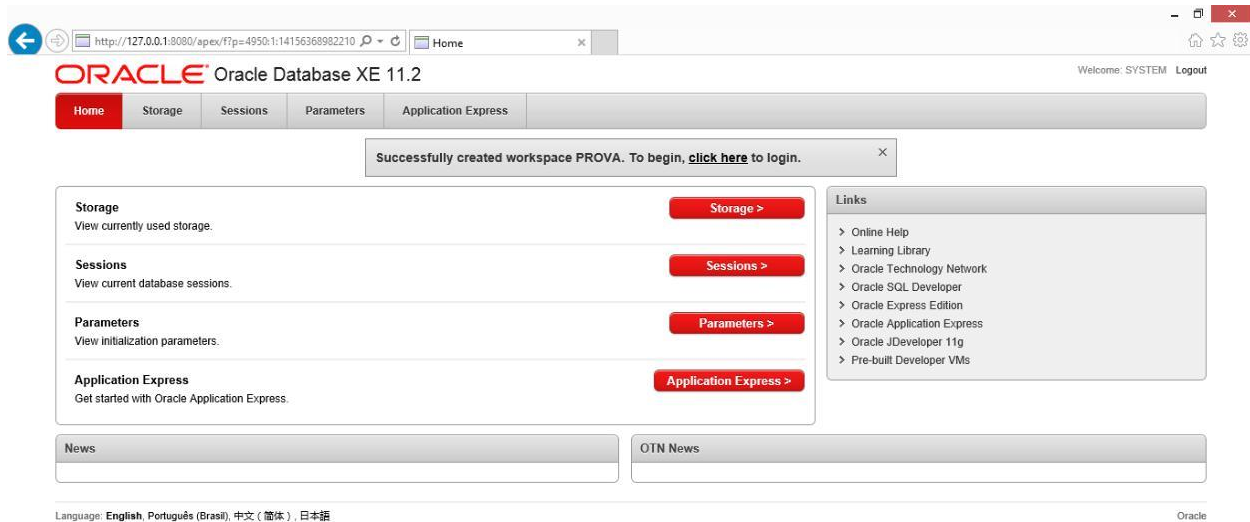 http://127.0.0.1:8080/apex/f?p=4950:1:14156368982210
Home
ORACLE Oracle Database XE 11.2
Welcome: SYSTEM Logout
Home Storage Sessions Parameters Application Express
Successfully created workspace PROVA. To begin, click here to login.
Storage
View currently used storage.
Storage >
Sessions
View current database sessions.
Sessions >
Parameters
View initialization parameters.
Parameters >
Application Express
Get started with Oracle Application Express.
Application Express >
Links
Online Help
Learning Library
Oracle Technology Network
Oracle SQL Developer
Oracle Express Edition
Oracle Application Express
Oracle JDeveloper 11g
Pre-built Developer VMs
News
OTN News
Language: English, Português (Brasil), 中文（简体）, 日本語
Oracle